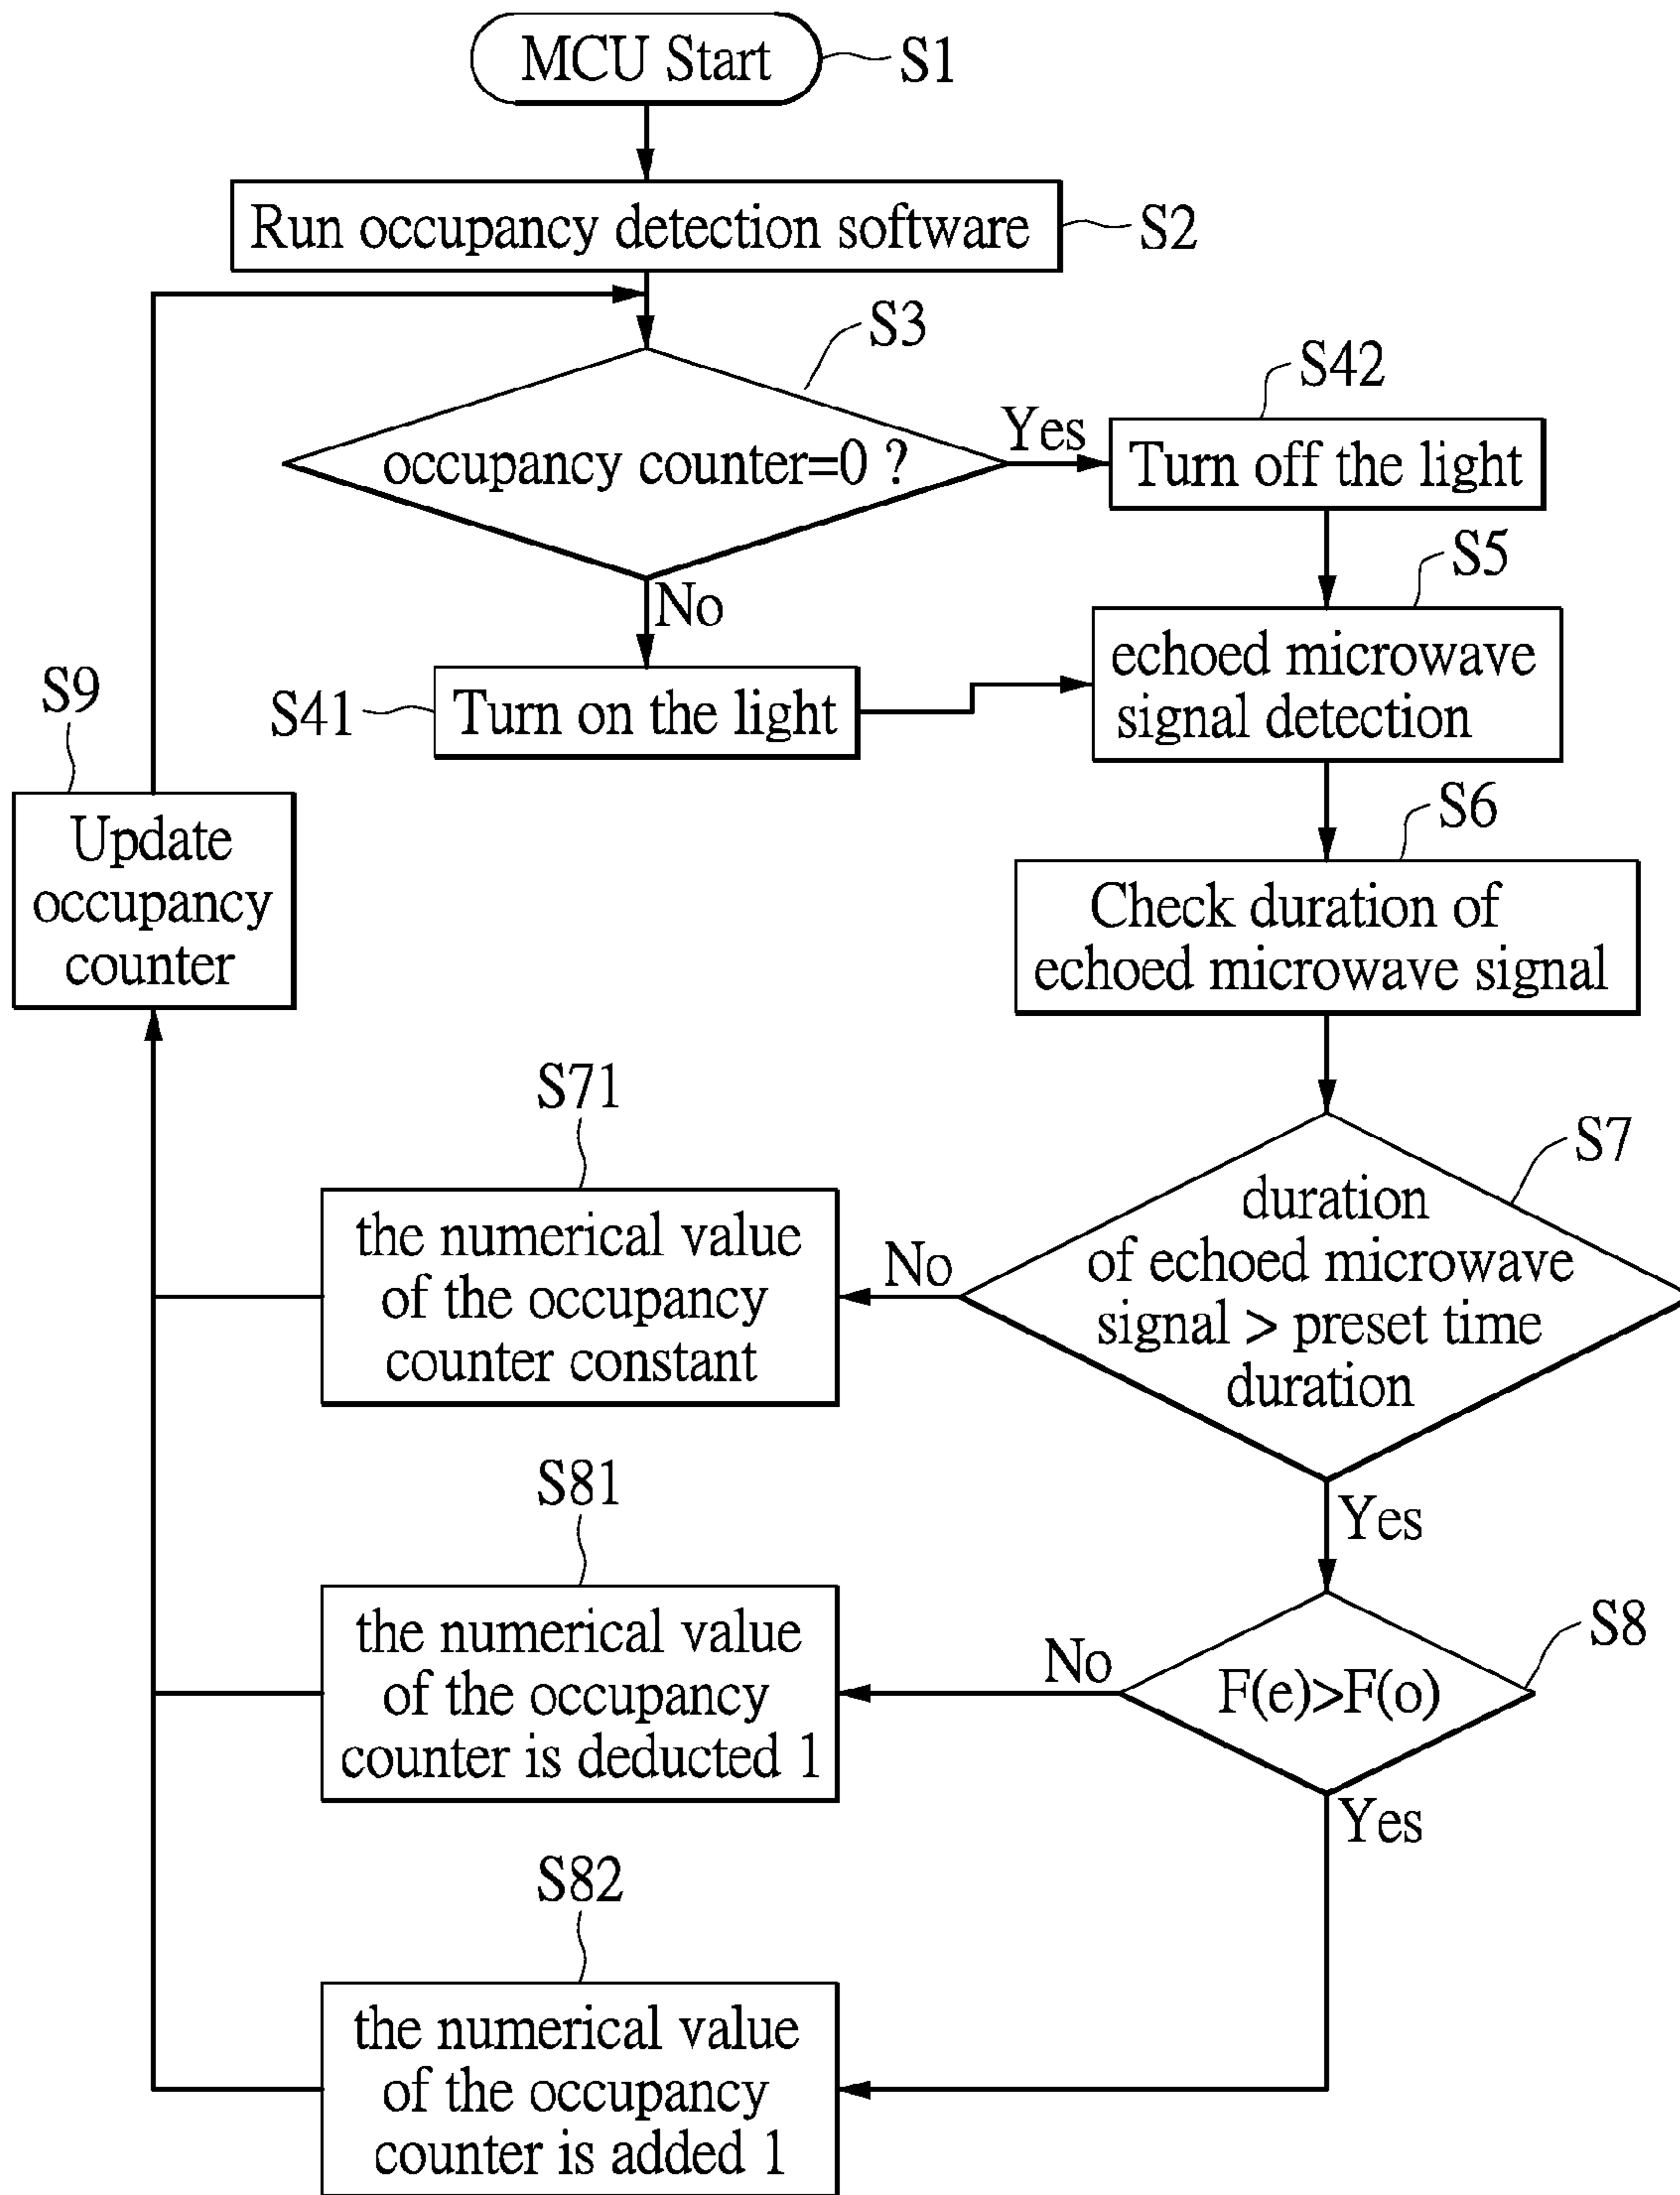 MCU Start
S1
Run occupancy detection software
S2
S3
occupancy counter=0 ?
Yes
S42
Turn off the light
No
S41
Turn on the light
S5
echoed microwave
signal detection
S9
Update
occupancy
counter
S6
Check duration of
echoed microwave signal
S7
duration
of echoed microwave
signal > preset time
duration
No
S71
the numerical value
of the occupancy
counter constant
Yes
S8
F(e)>F(o)
No
S81
the numerical value
of the occupancy
counter is deducted 1
Yes
S82
the numerical value
of the occupancy
counter is added 1